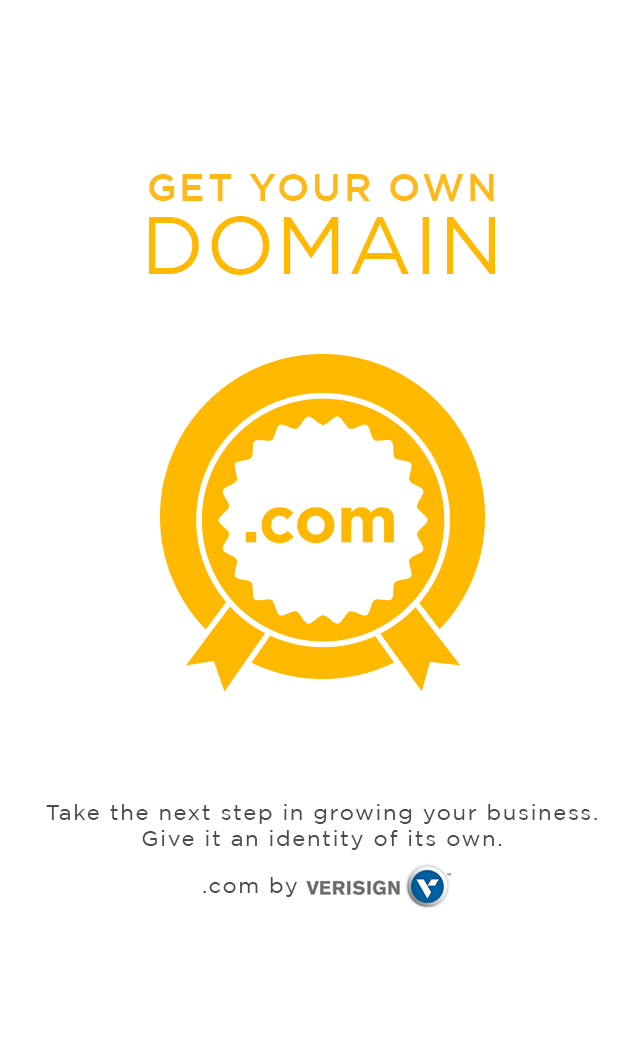 GET YOUR OWN
DOMAIN
.com
Take the next step in growing your business.
Give it an identity of its own.
.com by VERISIGN ™